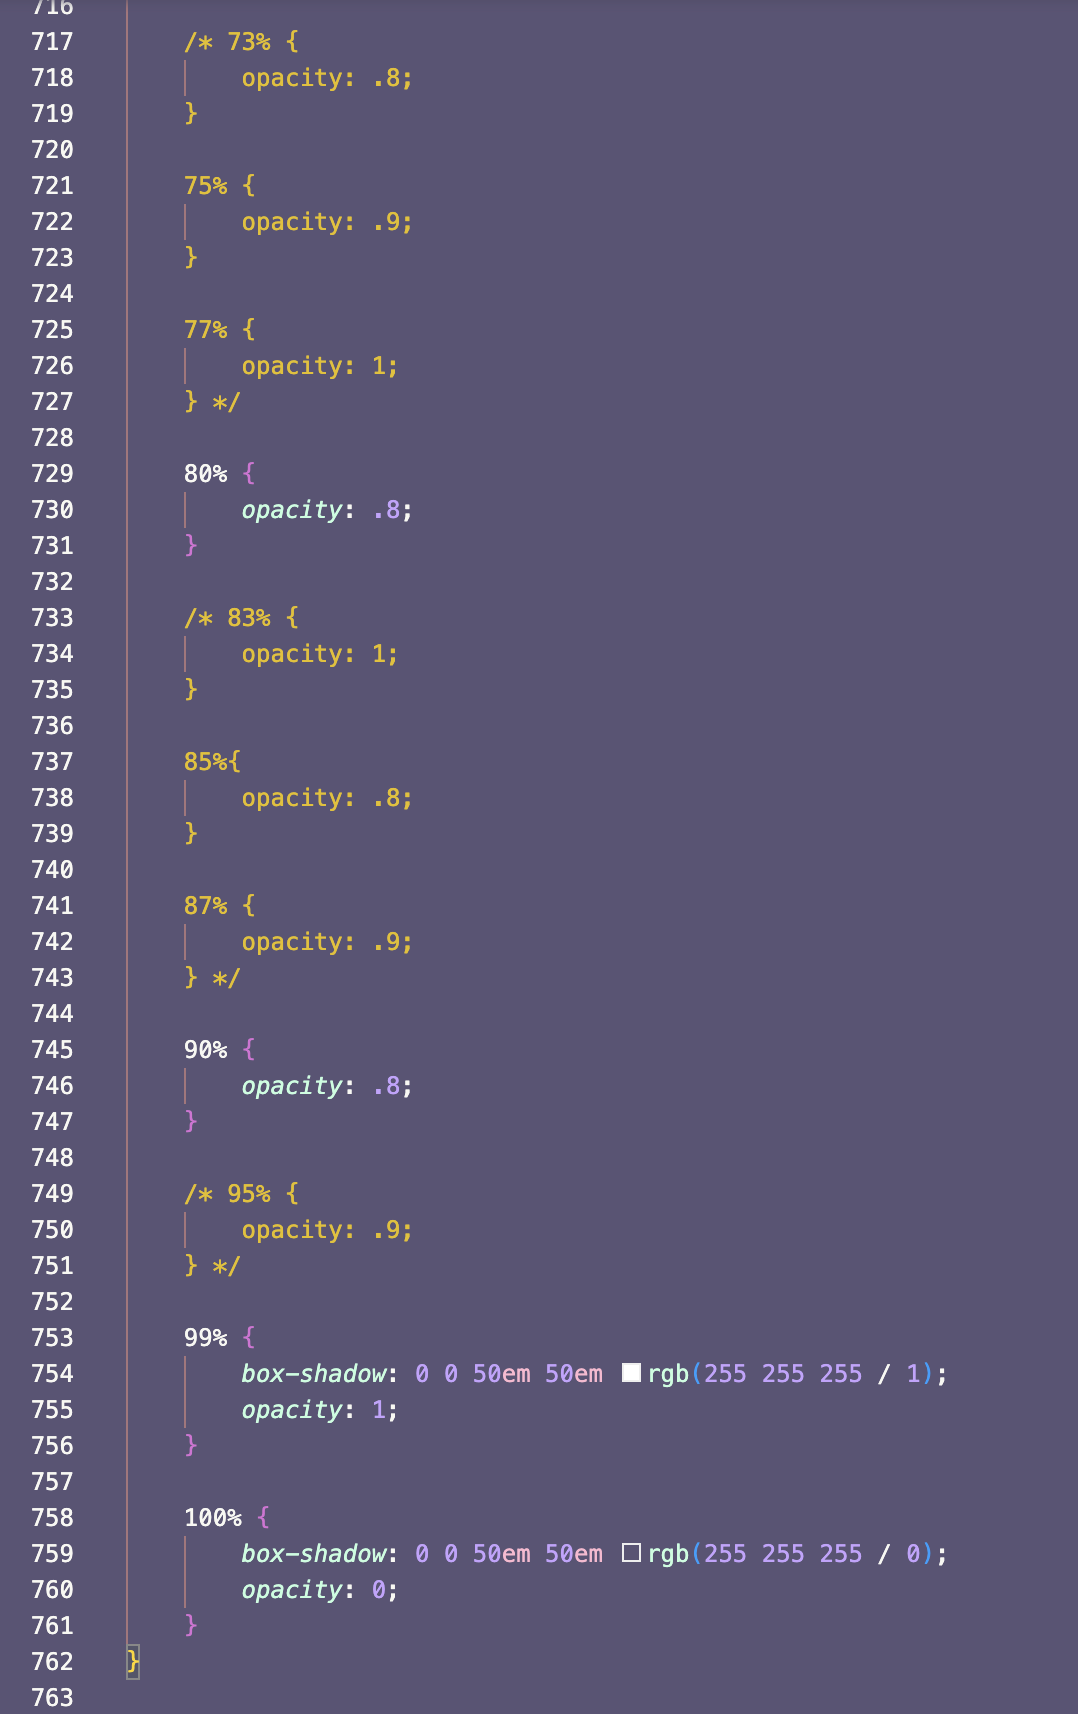 716
717 /* 73% {
718 opacity: .8;
719 }
720
721 75% {
722 opacity: .9;
723 }
724
725 77% {
726 opacity: 1;
727 } */
728
729 80% {
730 opacity: .8;
731 }
732
733 /* 83% {
734 opacity: 1;
735 }
736
737 85%{
738 opacity: .8;
739 }
740
741 87% {
742 opacity: .9;
743 } */
744
745 90% {
746 opacity: .8;
747 }
748
749 /* 95% {
750 opacity: .9;
751 } */
752
753 99% {
754 box-shadow: 0 0 50em 50em rgb(255 255 255 / 1);
755 opacity: 1;
756 }
757
758 100% {
759 box-shadow: 0 0 50em 50em rgb(255 255 255 / 0);
760 opacity: 0;
761 }
762 }
763